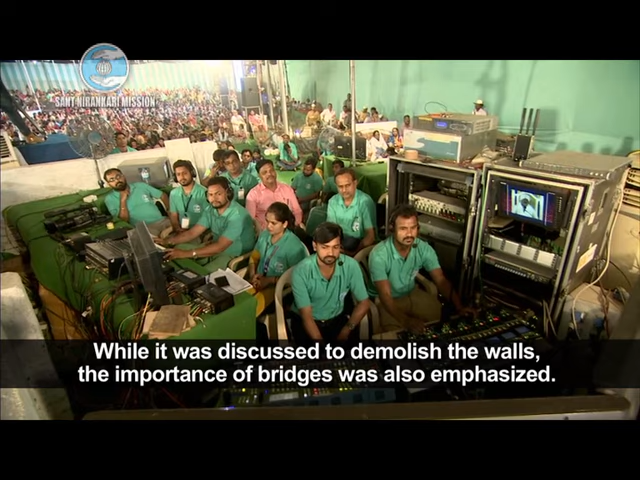 SANT NIRANKARI MISSION
While it was discussed to demolish the walls,
the importance of bridges was also emphasized.